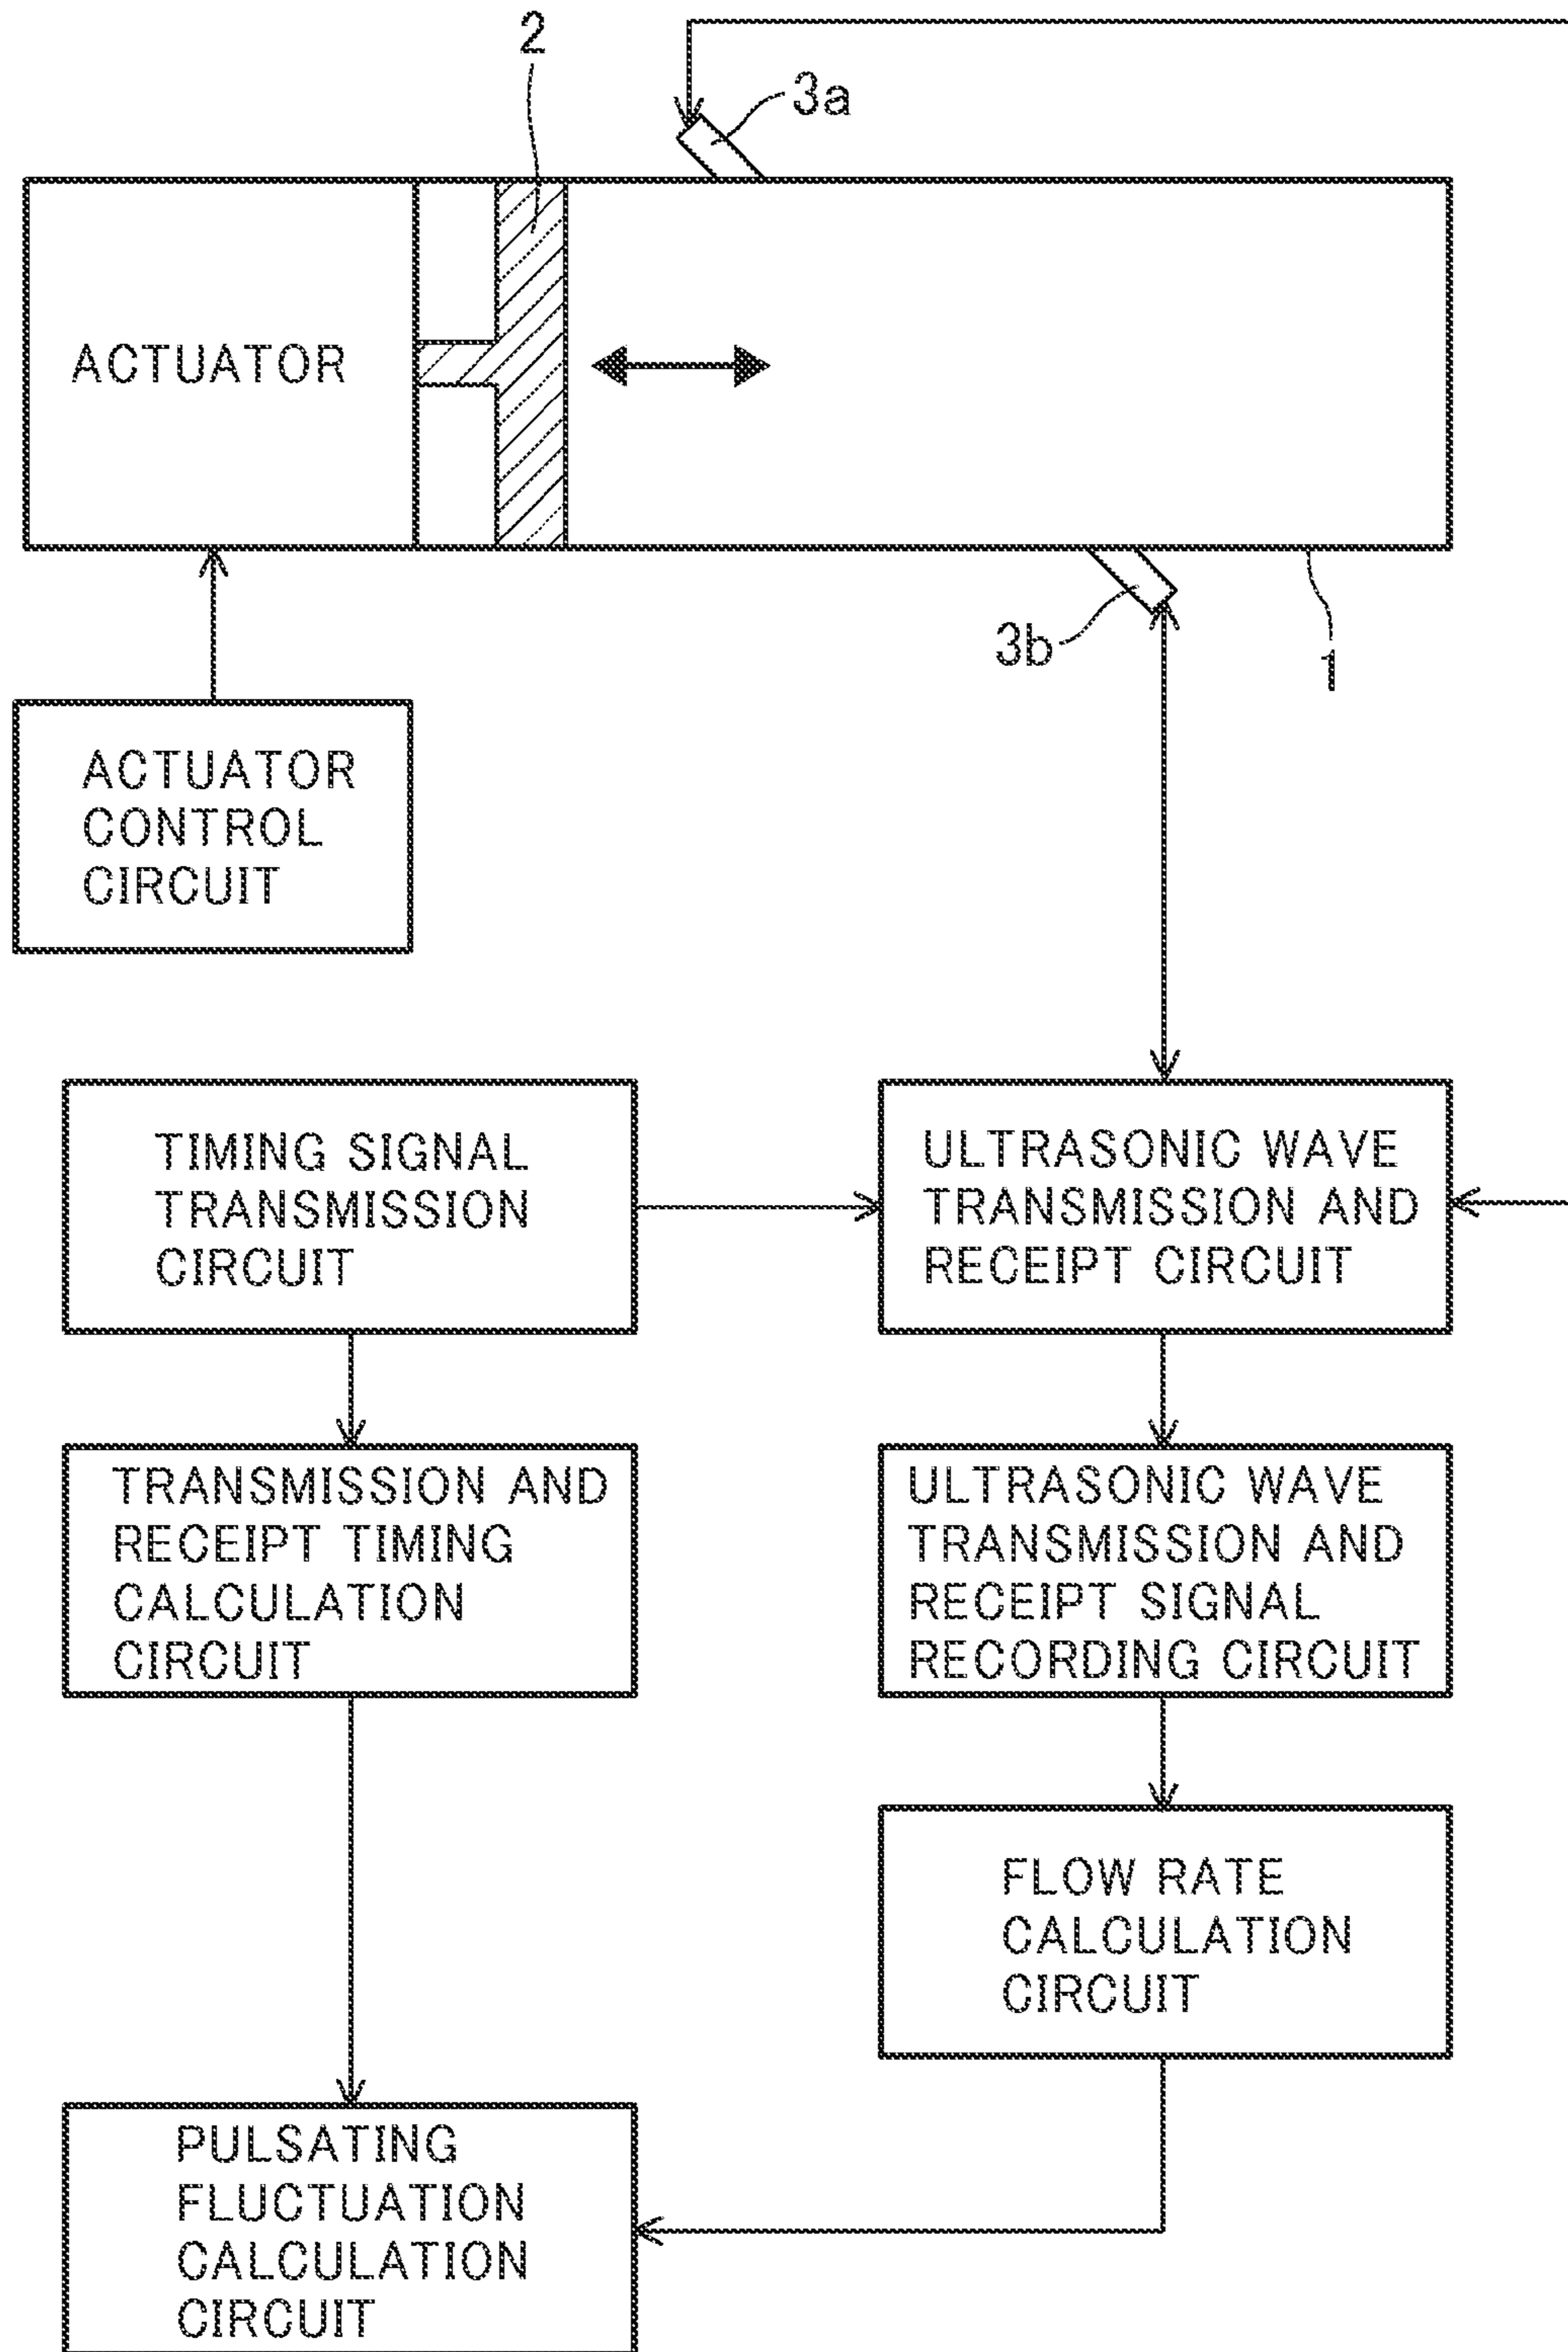 2
3a
ACTUATOR
3b
1
ACTUATOR
CONTROL
CIRCUIT
TIMING SIGNAL
TRANSMISSION
CIRCUIT
ULTRASONIC WAVE
TRANSMISSION AND
RECEIPT CIRCUIT
TRANSMISSION AND
RECEIPT TIMING
CALCULATION
CIRCUIT
ULTRASONIC WAVE
TRANSMISSION AND
RECEIPT SIGNAL
RECORDING CIRCUIT
FLOW RATE
CALCULATION
CIRCUIT
PULSATING
FLUCTUATION
CALCULATION
CIRCUIT